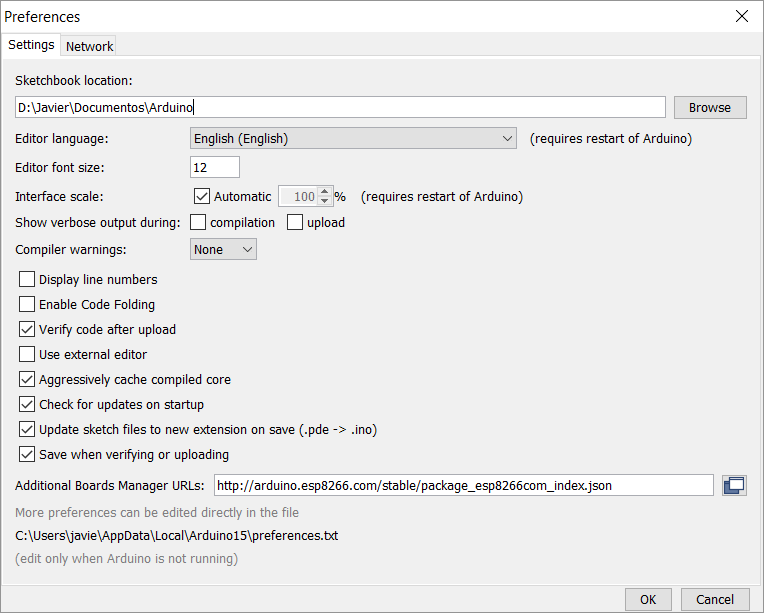 Preferences
Settings Network
Sketchbook location:
D:\Javier\Documentos\Arduino Browse
Editor language: English (English) (requires restart of Arduino)
Editor font size: 12
Interface scale: Automatic 100 % (requires restart of Arduino)
Show verbose output during: compilation upload
Compiler warnings: None
Display line numbers
Enable Code Folding
Verify code after upload
Use external editor
Aggressively cache compiled core
Check for updates on startup
Update sketch files to new extension on save (.pde -> .ino)
Save when verifying or uploading
Additional Boards Manager URLs: http://arduino.esp8266.com/stable/package_esp8266com_index.json
More preferences can be edited directly in the file
C:\Users\javie\AppData\Local\Arduino15\preferences.txt
(edit only when Arduino is not running)
OK Cancel